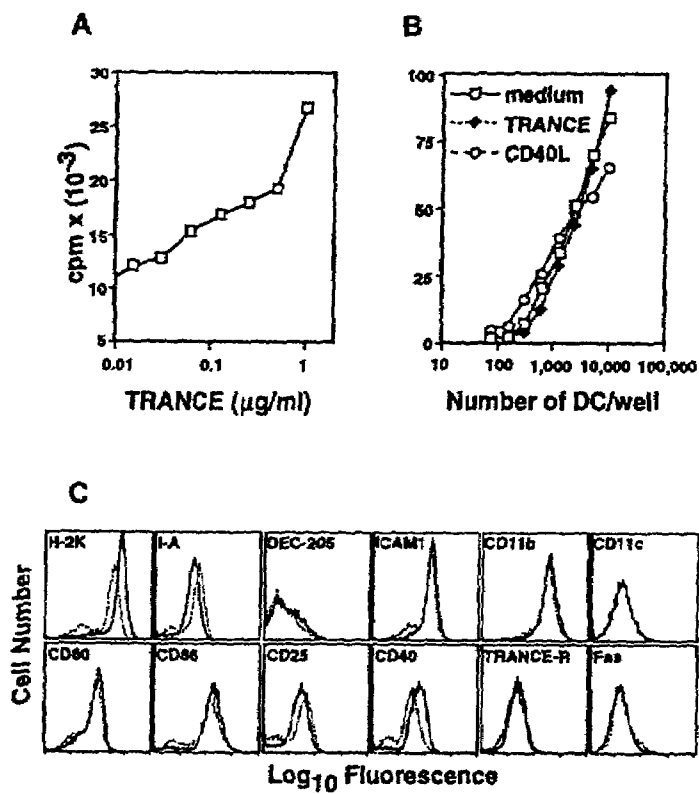 A
B
30
25
20
15
10
5
cpm x (10⁻³)
0.01
0.1
1
TRANCE (µg/ml)
100
75
50
25
0
medium
TRANCE
CD40L
10
100
1,000
10,000
100,000
Number of DC/well
C
Cell Number
H-2K
I-A
DEC-205
ICAM1
CD11b
CD11c
CD80
CD86
CD25
CD40
TRANCE-R
Fas
Log₁₀ Fluorescence